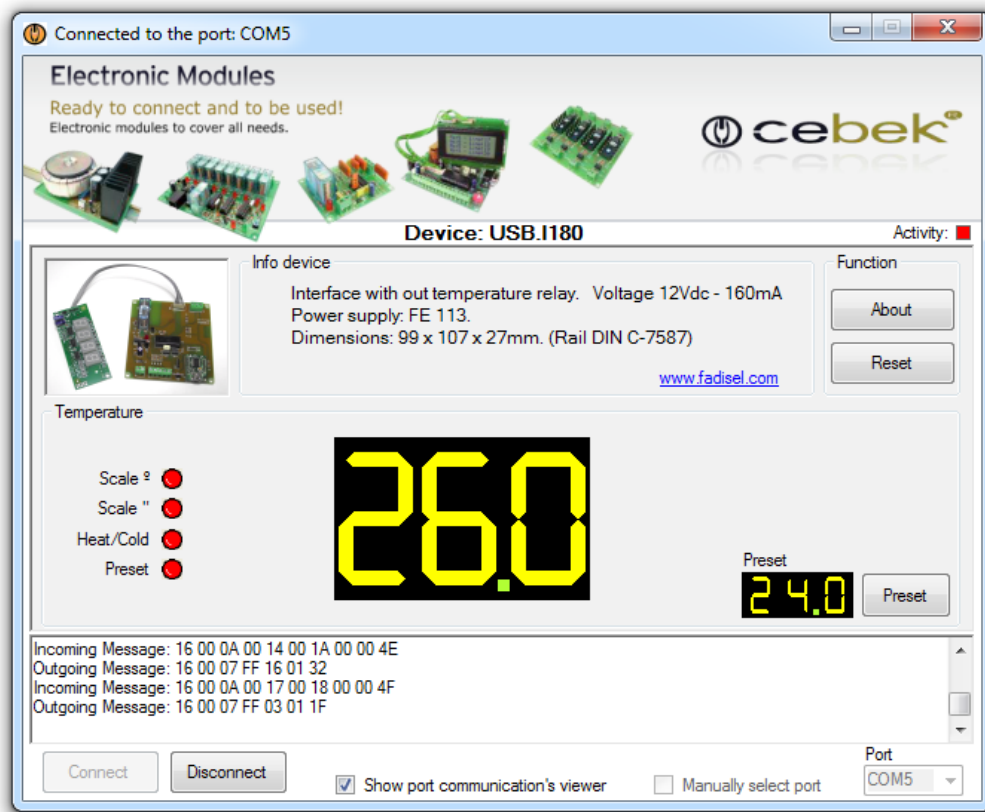 Connected to the port: COM5
Electronic Modules
Ready to connect and to be used!
Electronic modules to cover all needs.
cebek
Device: USB.I180
Activity:
Info device
Interface with out temperature relay. Voltage 12Vdc - 160mA
Power supply: FE 113.
Dimensions: 99 x 107 x 27mm. (Rail DIN C-7587)
www.fadisel.com
Function
About
Reset
Temperature
Scale º
Scale "
Heat/Cold
Preset
26.0
Preset
24.0
Preset
Incoming Message: 16 00 0A 00 14 00 1A 00 00 4E
Outgoing Message: 16 00 07 FF 16 01 32
Incoming Message: 16 00 0A 00 17 00 18 00 00 4F
Outgoing Message: 16 00 07 FF 03 01 1F
Connect
Disconnect
Show port communication's viewer
Manually select port
Port
COM5